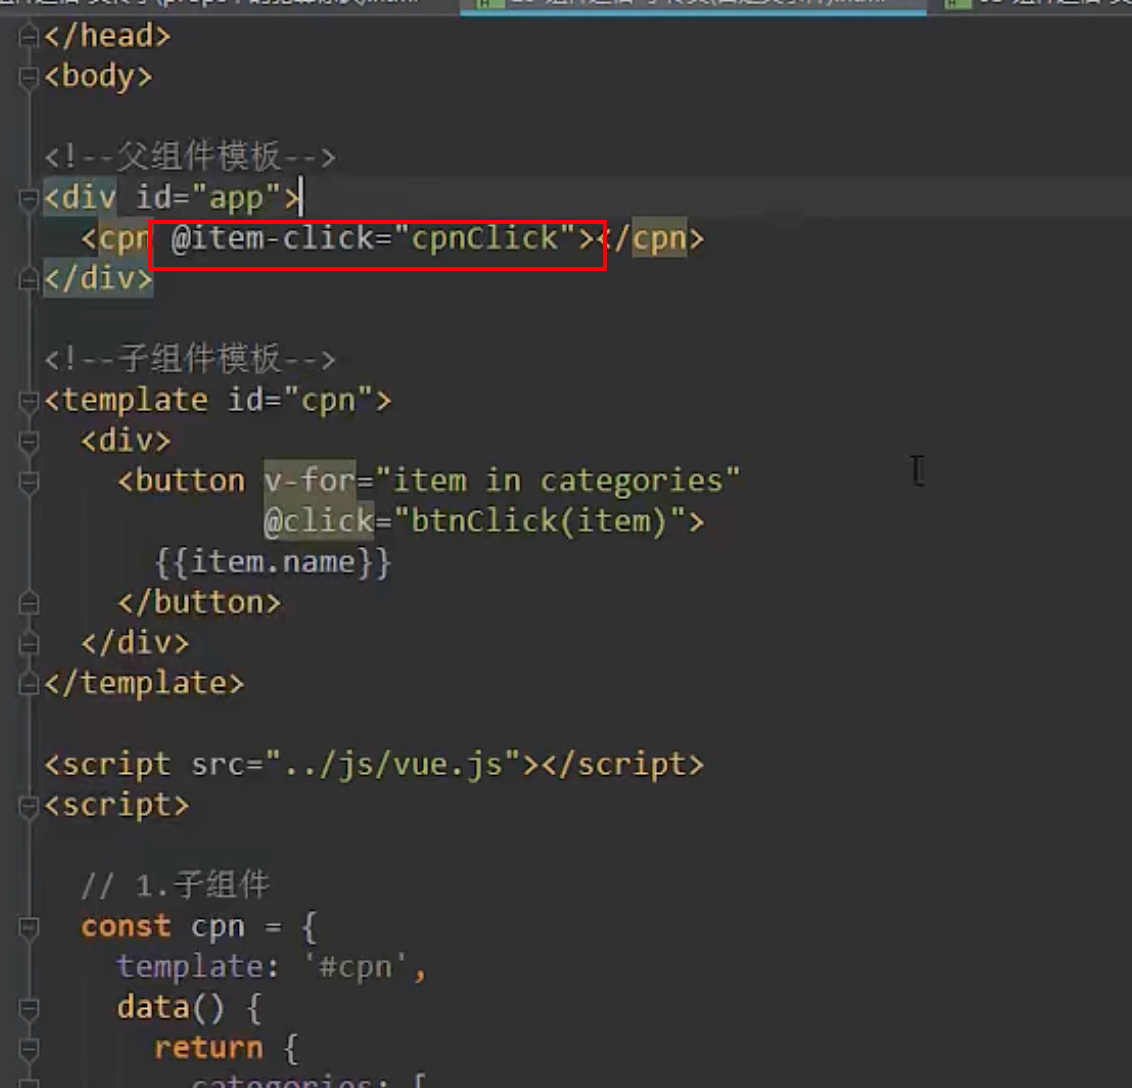 </head>
<body>
<!--父组件模板-->
<div id="app">
<cpn @item-click="cpnClick"></cpn>
</div>
<!--子组件模板-->
<template id="cpn">
<div>
<button v-for="item in categories"
@click="btnClick(item)">
{{item.name}}
</button>
</div>
</template>
<script src="../js/vue.js"></script>
<script>
// 1.子组件
const cpn = {
template: '#cpn',
data() {
return {
categories: [